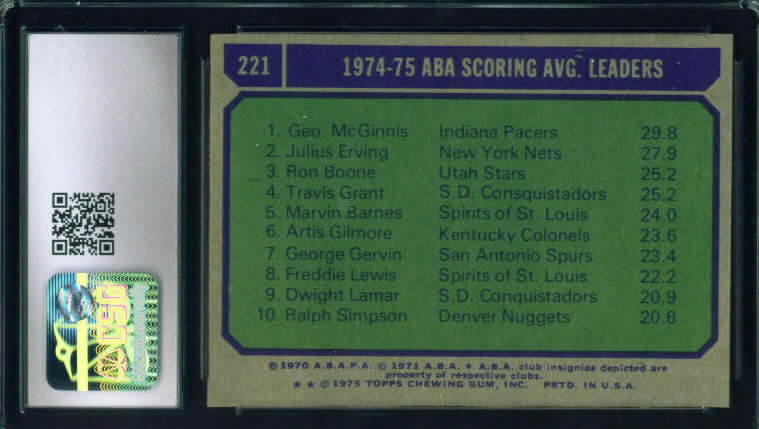 221 1974-75 ABA SCORING AVG. LEADERS
1. Geo. McGinnis Indiana Pacers 29.8
2. Julius Erving New York Nets 27.9
3. Ron Boone Utah Stars 25.2
4. Travis Grant S.D. Consquistadors 25.2
5. Marvin Barnes Spirits of St. Louis 24.0
6. Artis Gilmore Kentucky Colonels 23.6
7. George Gervin San Antonio Spurs 23.4
8. Freddie Lewis Spirits of St. Louis 22.2
9. Dwight Lamar S.D. Conquistadors 20.9
10. Ralph Simpson Denver Nuggets 20.6
© 1970 A.B.A.P.A. © 1971 A.B.A. ★ A.B.A. club insignias depicted are
property of respective clubs.
★ ★ © 1975 TOPPS CHEWING GUM, INC. PRTD. IN U.S.A.